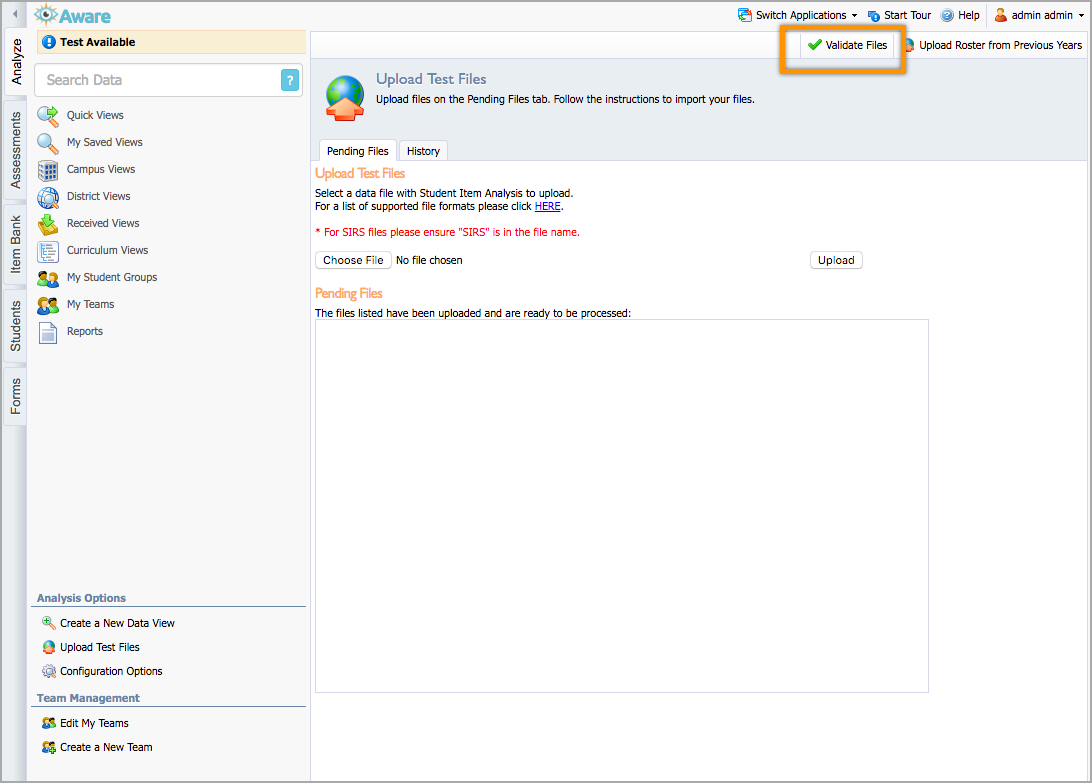 Aware
Switch Applications
Start Tour
Help
admin admin
Analyze
Assessments
Item Bank
Students
Forms
Test Available
Search Data
?
Quick Views
My Saved Views
Campus Views
District Views
Received Views
Curriculum Views
My Student Groups
My Teams
Reports
Analysis Options
Create a New Data View
Upload Test Files
Configuration Options
Team Management
Edit My Teams
Create a New Team
Validate Files
Upload Roster from Previous Years
Upload Test Files
Upload files on the Pending Files tab. Follow the instructions to import your files.
Pending Files
History
Upload Test Files
Select a data file with Student Item Analysis to upload.
For a list of supported file formats please click HERE.
* For SIRS files please ensure "SIRS" is in the file name.
Choose File No file chosen
Upload
Pending Files
The files listed have been uploaded and are ready to be processed: